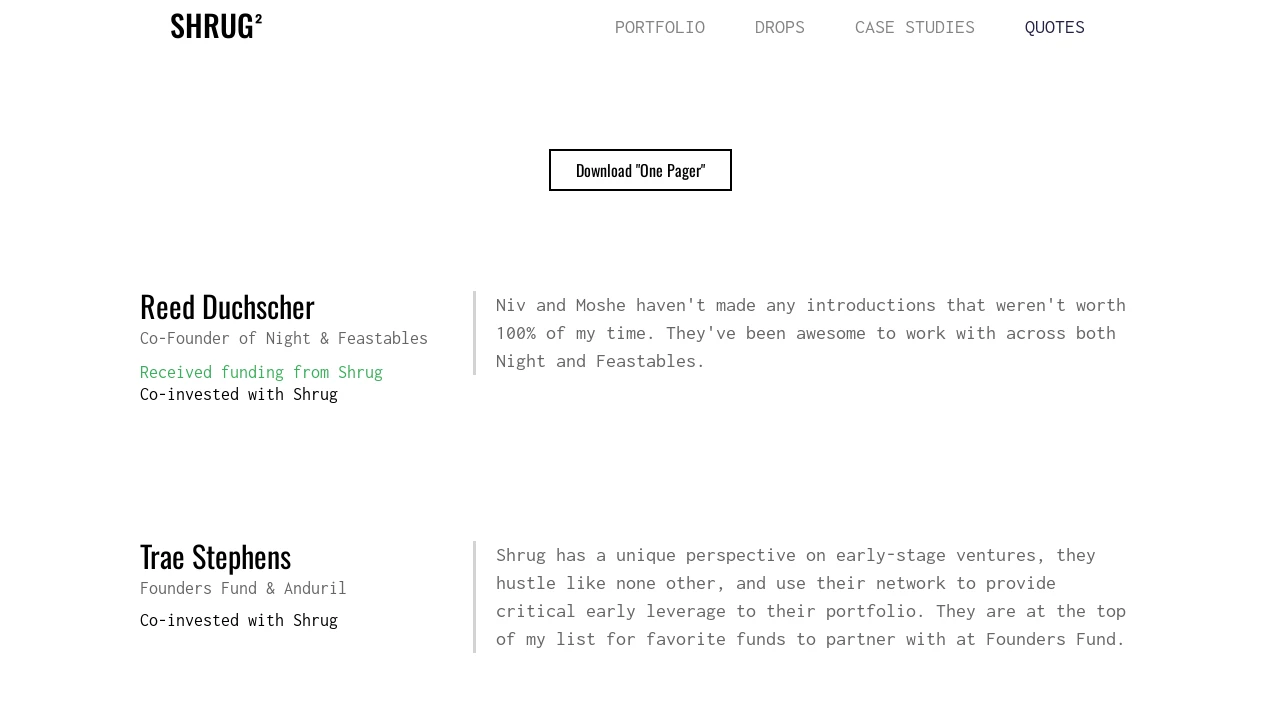 SHRUG²
PORTFOLIO
DROPS
CASE STUDIES
QUOTES
Download "One Pager"
Reed Duchscher
Co-Founder of Night & Feastables
Received funding from Shrug
Co-invested with Shrug
Niv and Moshe haven't made any introductions that weren't worth
100% of my time. They've been awesome to work with across both
Night and Feastables.
Trae Stephens
Founders Fund & Anduril
Co-invested with Shrug
Shrug has a unique perspective on early-stage ventures, they
hustle like none other, and use their network to provide
critical early leverage to their portfolio. They are at the top
of my list for favorite funds to partner with at Founders Fund.